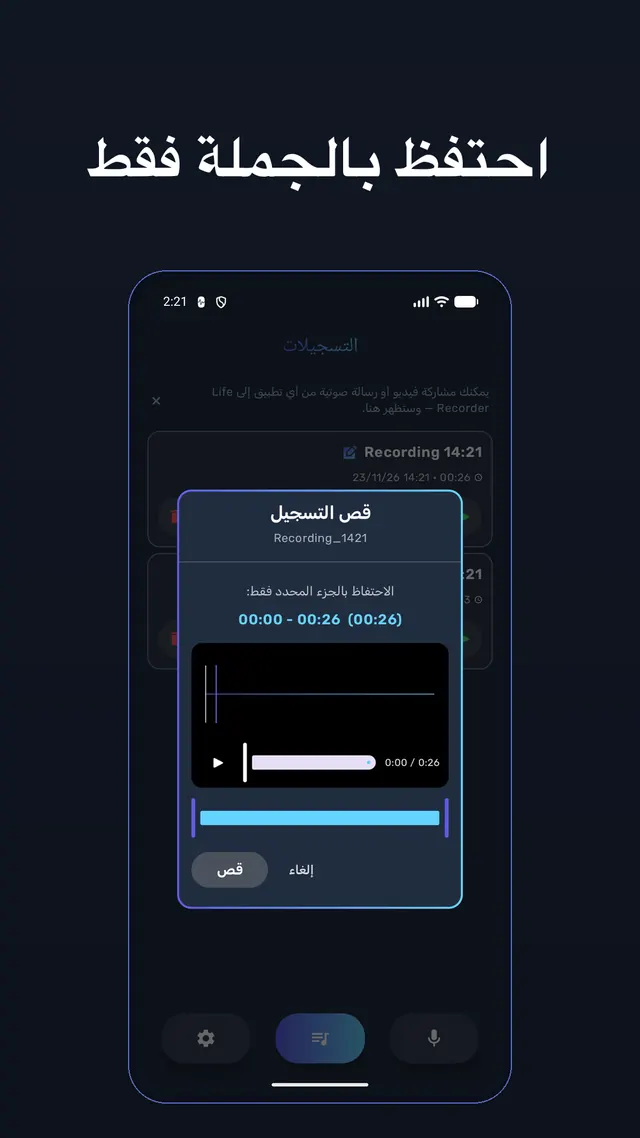 احتفظ بالجملة فقط
2:21
التسجيلات
يمكنك مشاركة فيديو أو رسالة صوتية من أي تطبيق إلى Life
Recorder — وستظهر هنا.
Recording 14:21
23/11/26 14:21 • 00:26
قص التسجيل
Recording_1421
:21
3
الاحتفاظ بالجزء المحدد فقط:
00:00 - 00:26 (00:26)
0:00 / 0:26
قص
إلغاء